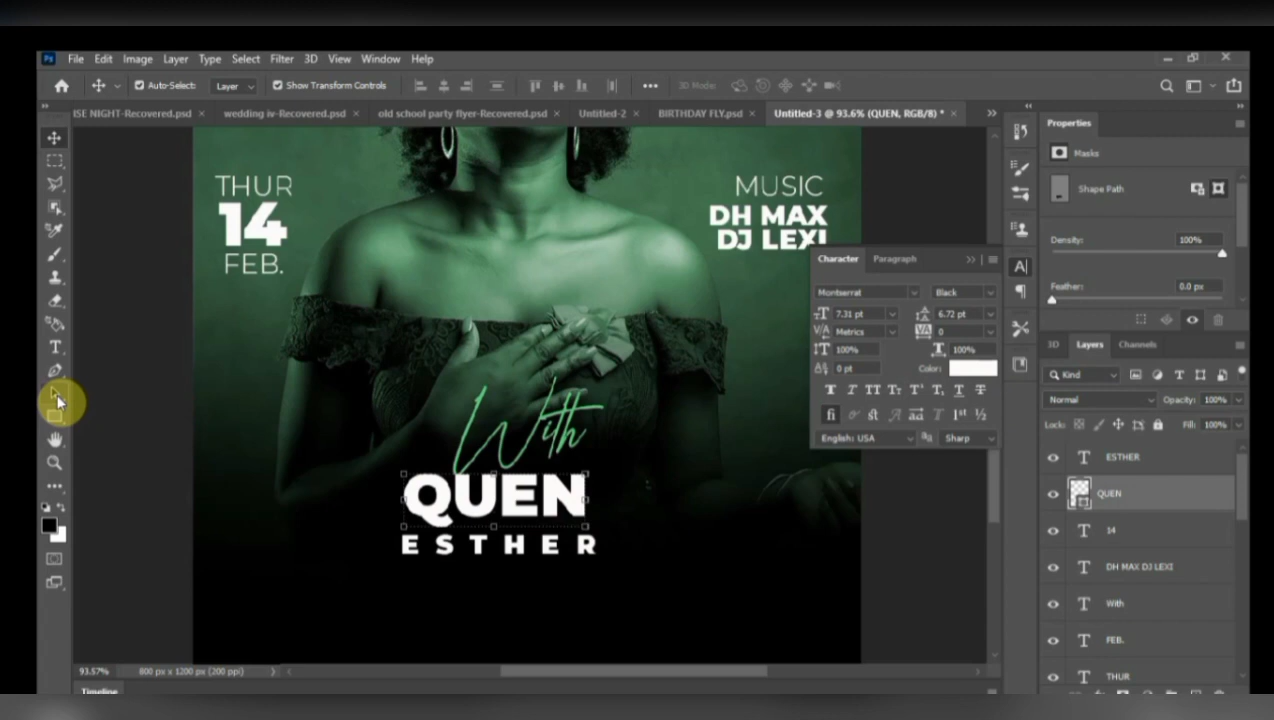 Ps File Edit Image Layer Type Select Filter 3D View Window Help
Auto-Select: Layer Show Transform Controls 3D Mode:
ISE NIGHT-Recovered.psd × wedding iv-Recovered.psd × old school party flyer-Recovered.psd × Untitled-2 × BIRTHDAY FLY.psd × Untitled-3 @ 93.6% (QUEN, RGB/8) * ×
THUR
14
FEB.
MUSIC
DH MAX
DJ LEXI
With
QUEN
ESTHER
Character Paragraph
Montserrat Black
7.31 pt 6.72 pt
Metrics 0
100% 100%
0 pt Color:
English: USA Sharp
Properties
Masks
Shape Path
Density: 100%
Feather: 0.0 px
3D Layers Channels
Kind
Normal Opacity: 100%
Lock: Fill: 100%
ESTHER
QUEN
14
DH MAX DJ LEXI
With
FEB.
THUR
93.57% 800 px x 1200 px (200 ppi)
Timeline